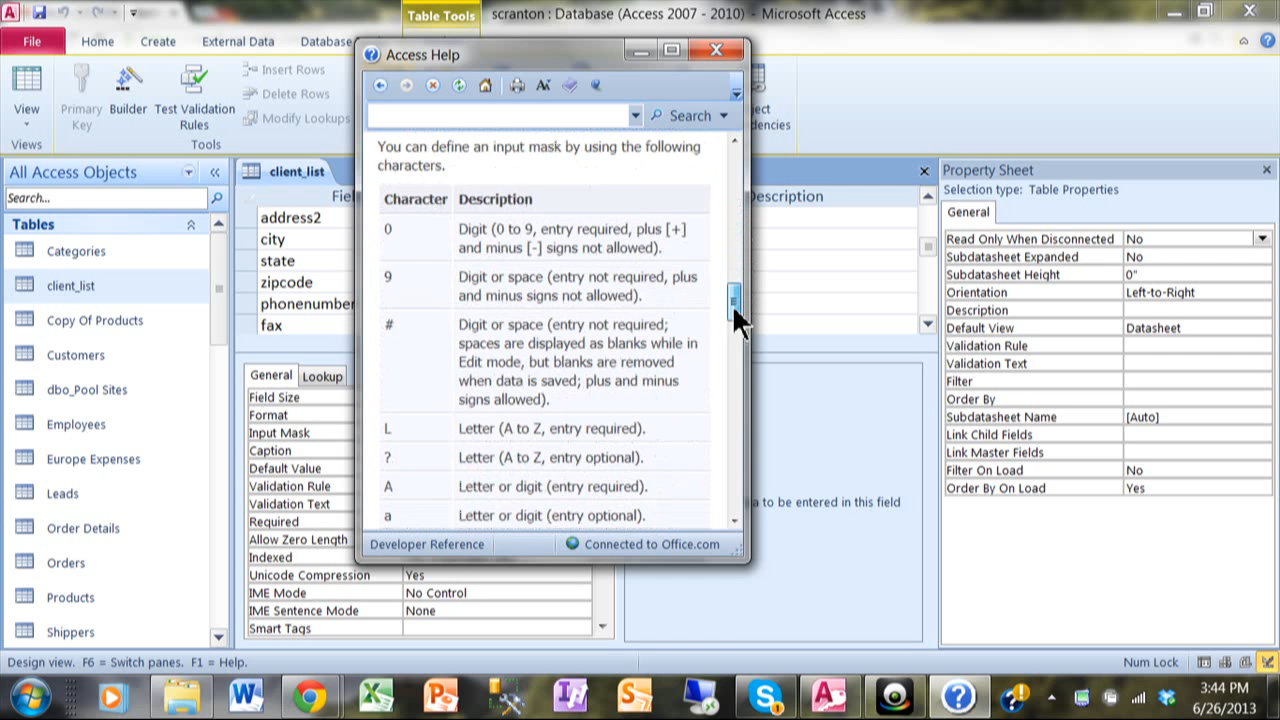 Table Tools
scranton : Database (Access 2007 - 2010) - Microsoft Access
File
Home
Create
External Data
Database
View
Primary
Key
Builder
Test Validation
Rules
Insert Rows
Delete Rows
Modify Lookups
Views
Tools
Access Help
Search
You can define an input mask by using the following
characters.
Character Description
0 Digit (0 to 9, entry required, plus [+]
and minus [-] signs not allowed).
9 Digit or space (entry not required, plus
and minus signs not allowed).
# Digit or space (entry not required;
spaces are displayed as blanks while in
Edit mode, but blanks are removed
when data is saved; plus and minus
signs allowed).
L Letter (A to Z, entry required).
? Letter (A to Z, entry optional).
A Letter or digit (entry required).
a Letter or digit (entry optional).
Developer Reference
Connected to Office.com
All Access Objects
Search...
Tables
Categories
client_list
Copy Of Products
Customers
dbo_Pool Sites
Employees
Europe Expenses
Leads
Order Details
Orders
Products
Shippers
client_list
address2
city
state
zipcode
phonenumber
fax
General
Lookup
Field Size
Format
Input Mask
Caption
Default Value
Validation Rule
Validation Text
Required
Allow Zero Length
Indexed
Unicode Compression Yes
IME Mode No Control
IME Sentence Mode None
Smart Tags
a to be entered in this field
Property Sheet
Selection type: Table Properties
General
Read Only When Disconnected No
Subdatasheet Expanded No
Subdatasheet Height 0"
Orientation Left-to-Right
Description
Default View Datasheet
Validation Rule
Validation Text
Filter
Order By
Subdatasheet Name [Auto]
Link Child Fields
Link Master Fields
Filter On Load No
Order By On Load Yes
Design view. F6 = Switch panes. F1 = Help.
Num Lock
3:44 PM
6/26/2013